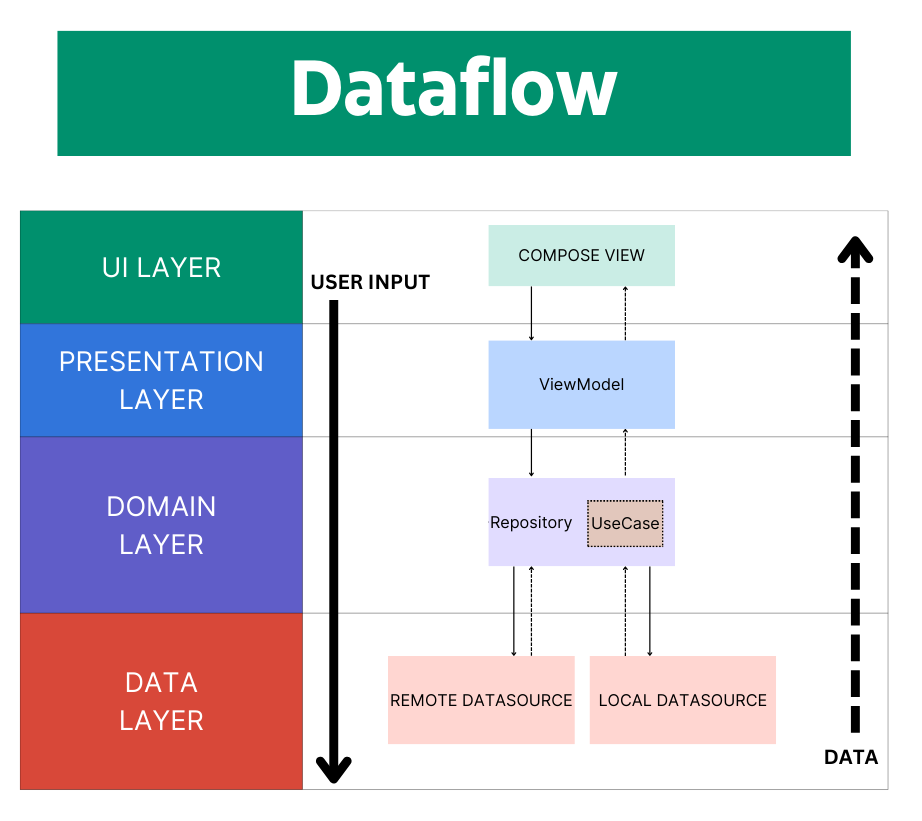 Dataflow
UI LAYER
COMPOSE VIEW
USER INPUT
PRESENTATION
LAYER
ViewModel
DOMAIN
LAYER
Repository
UseCase
DATA
LAYER
REMOTE DATASOURCE
LOCAL DATASOURCE
DATA